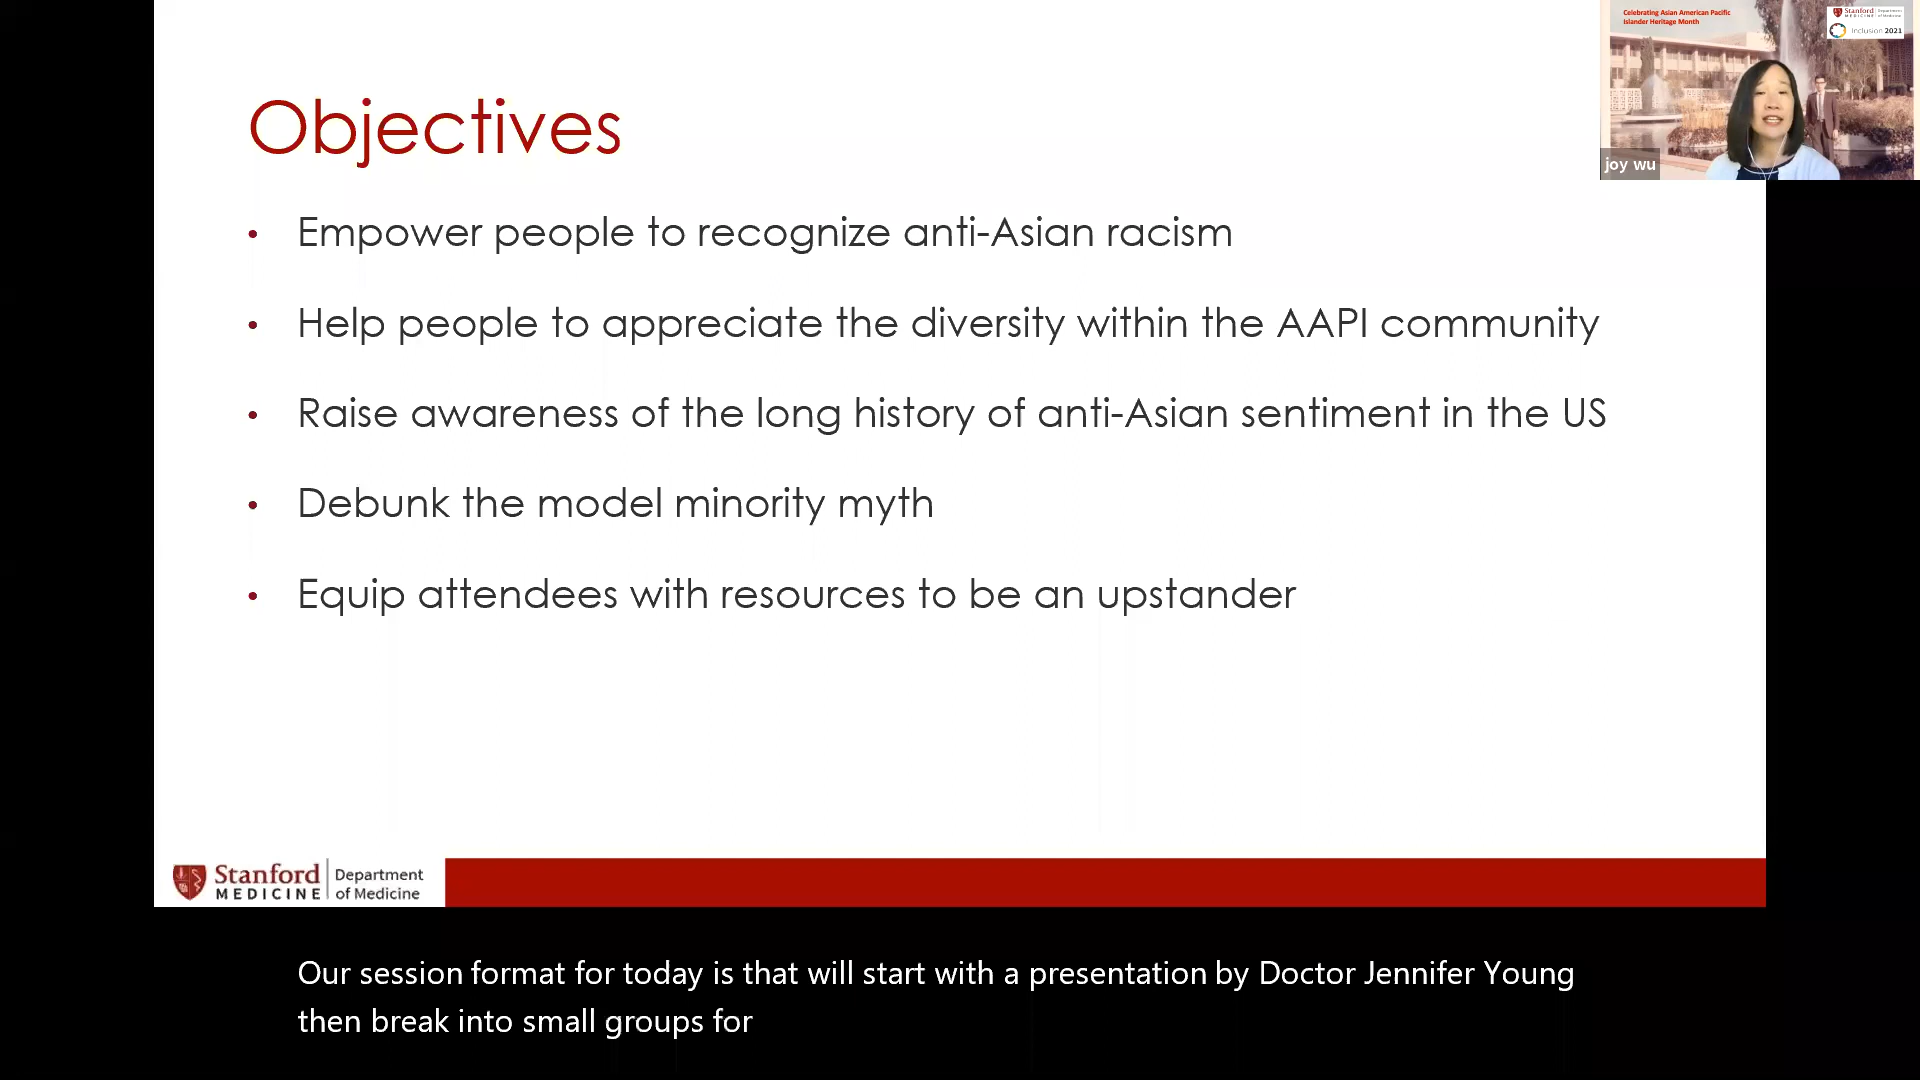 Objectives
• Empower people to recognize anti-Asian racism
• Help people to appreciate the diversity within the AAPI community
• Raise awareness of the long history of anti-Asian sentiment in the US
• Debunk the model minority myth
• Equip attendees with resources to be an upstander
Celebrating Asian American Pacific
Islander Heritage Month
Stanford
MEDICINE
Department
of Medicine
Inclusion 2021
joy wu
Stanford
MEDICINE
Department
of Medicine
Our session format for today is that will start with a presentation by Doctor Jennifer Young
then break into small groups for